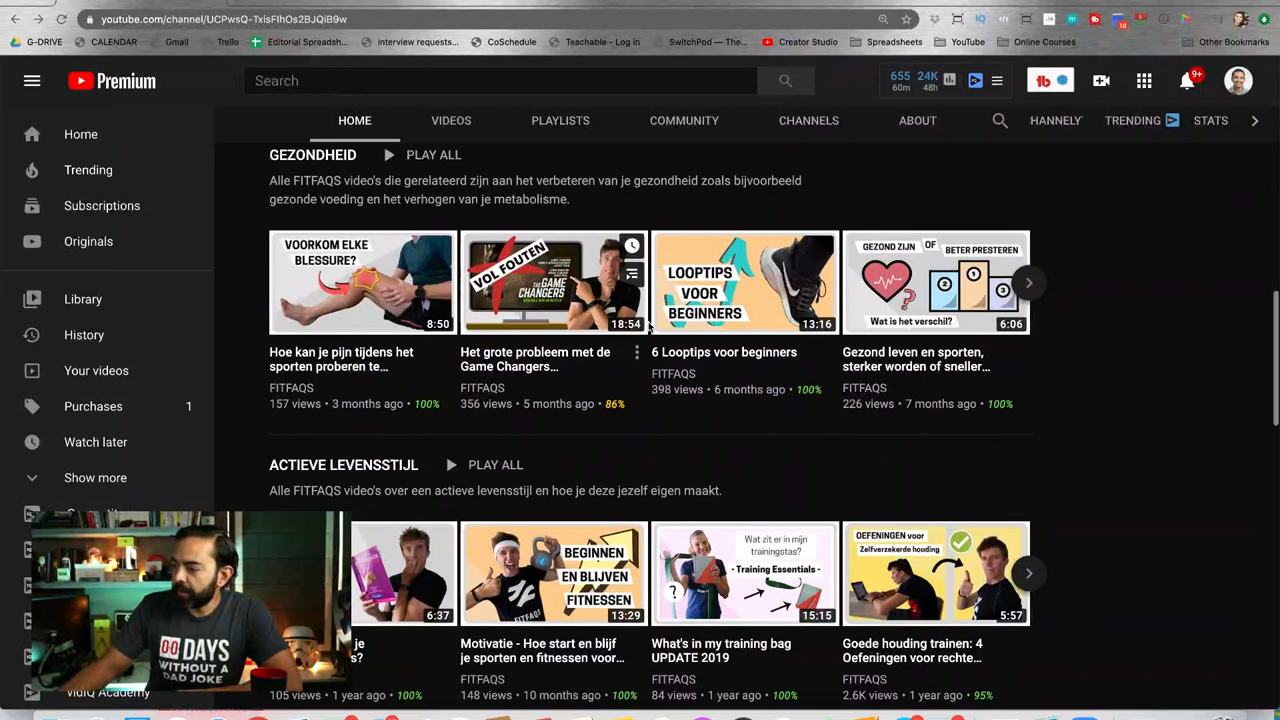 youtube.com/channel/UCPwsQ-TxisFIhOs2BJQiB9w
G-DRIVE CALENDAR Gmail Trello Editorial Spreadsh... interview requests... CoSchedule Teachable - Log in SwitchPod — The... Creator Studio Spreadsheets YouTube Online Courses Other Bookmarks
Premium Search 655 60m 24K 48h tb 9+
HOME VIDEOS PLAYLISTS COMMUNITY CHANNELS ABOUT HANNELY TRENDING STATS
Home
Trending
Subscriptions
Originals
Library
History
Your videos
Purchases 1
Watch later
Show more
VidIQ Academy
GEZONDHEID PLAY ALL
Alle FITFAQS video's die gerelateerd zijn aan het verbeteren van je gezondheid zoals bijvoorbeeld
gezonde voeding en het verhogen van je metabolisme.
VOORKOM ELKE
BLESSURE?
8:50
VOL FOUTEN
THE
GAME
CHANGERS
18:54
LOOPTIPS
VOOR
BEGINNERS
13:16
GEZOND ZIJN OF BETER PRESTEREN
2 1 3
?
Wat is het verschil?
6:06
Hoe kan je pijn tijdens het
sporten proberen te...
FITFAQS
157 views • 3 months ago • 100%
Het grote probleem met de
Game Changers...
FITFAQS
356 views • 5 months ago • 86%
6 Looptips voor beginners
FITFAQS
398 views • 6 months ago • 100%
Gezond leven en sporten,
sterker worden of sneller...
FITFAQS
226 views • 7 months ago • 100%
ACTIEVE LEVENSSTIJL PLAY ALL
Alle FITFAQS video's over een actieve levensstijl en hoe je deze jezelf eigen maakt.
6:37
BEGINNEN
EN BLIJVEN
FITNESSEN
13:29
Wat zit er in mijn
trainingstas?
- Training Essentials -
?
15:15
OEFENINGEN voor
Zelfverzekerde houding
5:57
je
s?
105 views • 1 year ago • 100%
Motivatie - Hoe start en blijf
je sporten en fitnessen voor...
FITFAQS
148 views • 10 months ago • 100%
What's in my training bag
UPDATE 2019
FITFAQS
84 views • 1 year ago • 100%
Goede houding trainen: 4
Oefeningen voor rechte...
FITFAQS
2.6K views • 1 year ago • 95%
00 DAYS
WITHOUT A
DAD JOKE